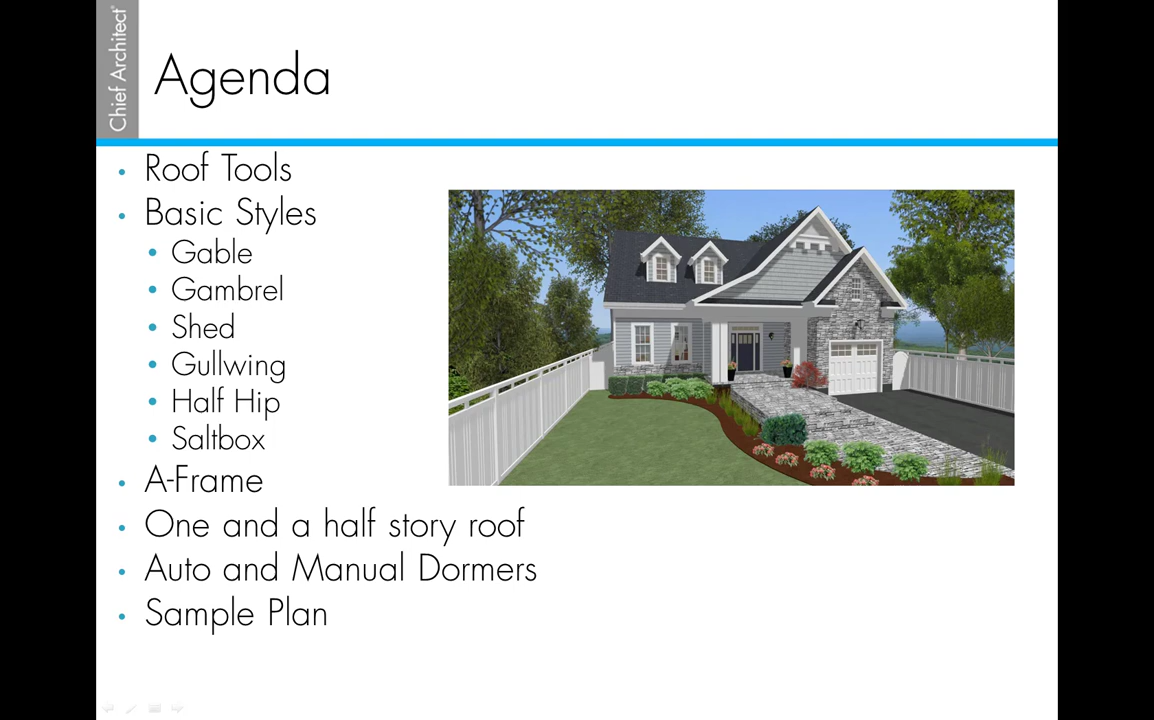 Chief Architect®
Agenda
• Roof Tools
• Basic Styles
• Gable
• Gambrel
• Shed
• Gullwing
• Half Hip
• Saltbox
• A-Frame
• One and a half story roof
• Auto and Manual Dormers
• Sample Plan